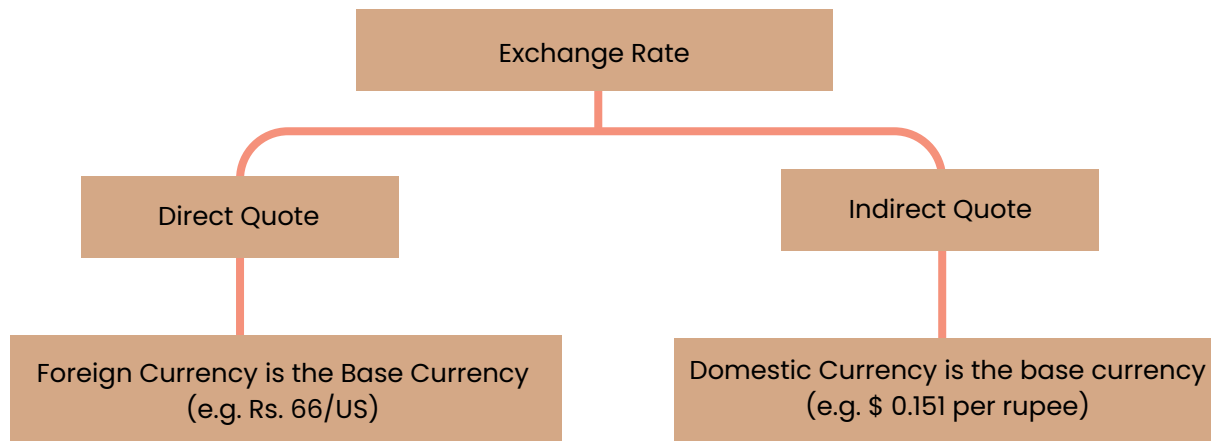 Exchange Rate
Direct Quote
Indirect Quote
Foreign Currency is the Base Currency
(e.g. Rs. 66/US)
Domestic Currency is the base currency
(e.g. $ 0.151 per rupee)